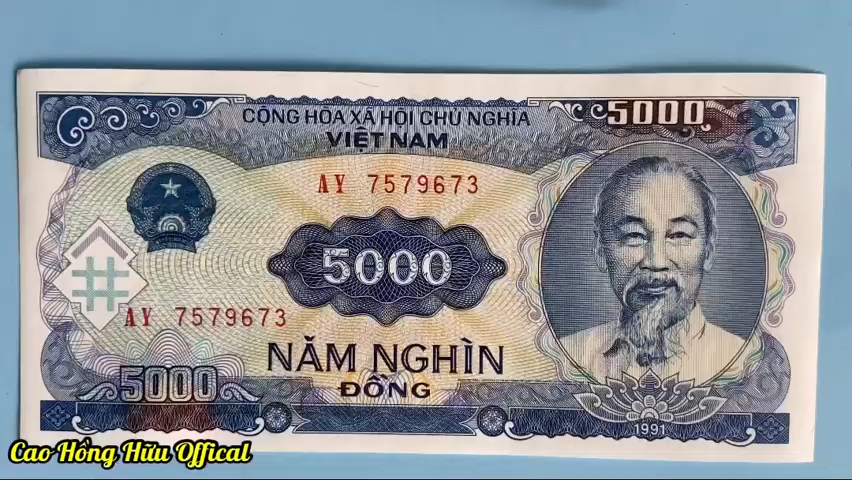 CỘNG HÒA XÃ HỘI CHỦ NGHĨA
VIỆT NAM
5000
AY 7579673
5000
AY 7579673
NĂM NGHÌN
ĐỒNG
5000
1991
Cao Hồng Hữu Offical